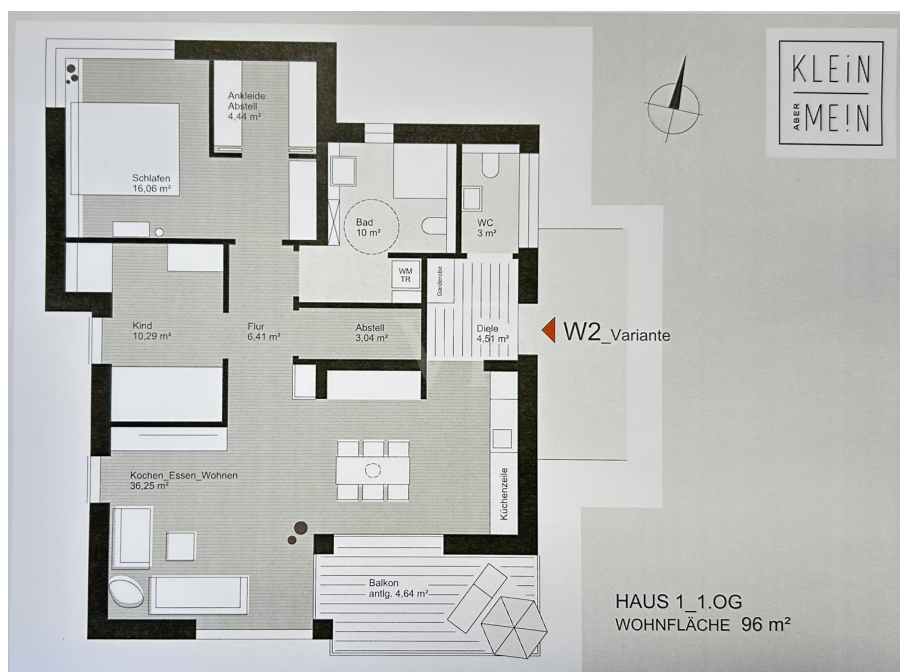 KLEiN
ABER
ME!N
Ankleide
Abstell
4,44 m²
Schlafen
16,06 m²
Bad
10 m²
WC
3 m²
WM
TR
Garderobe
Kind
10,29 m²
Flur
6,41 m²
Abstell
3,04 m²
Diele
4,51 m²
W2_Variante
Kochen_Essen_Wohnen
36,25 m²
Küchenzeile
Balkon
antlg. 4,64 m²
HAUS 1_1.OG
WOHNFLÄCHE 96 m²